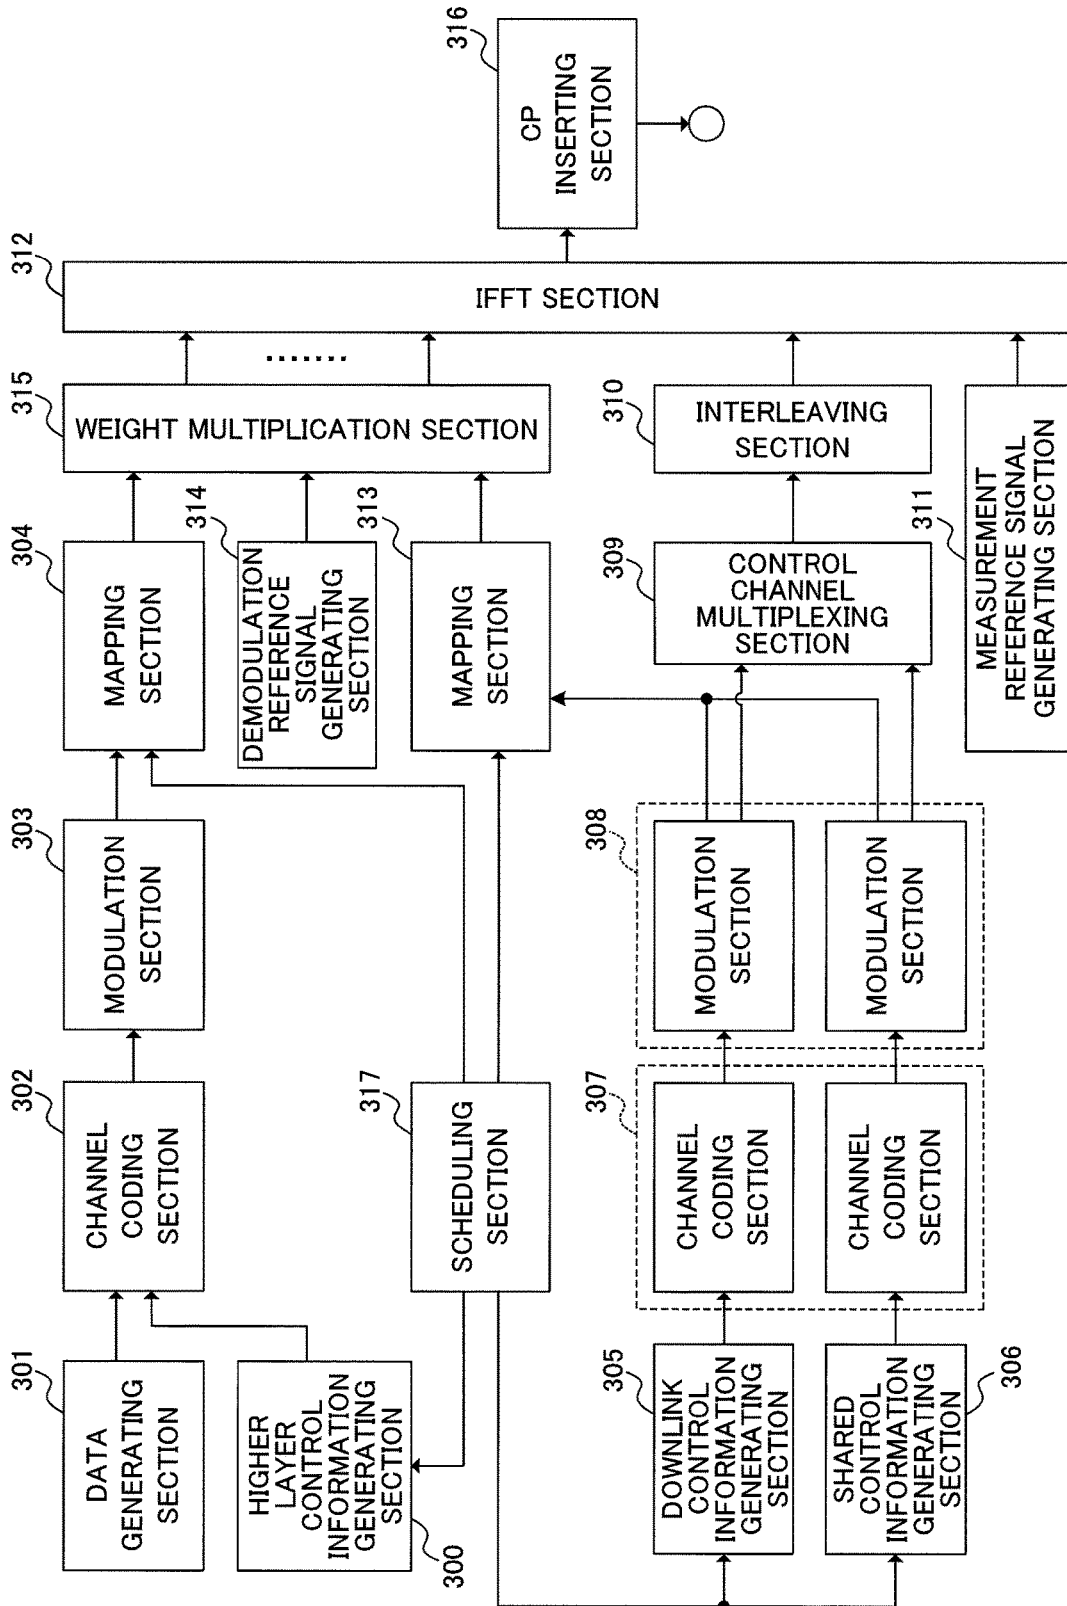 301
DATA
GENERATING
SECTION
302
CHANNEL
CODING
SECTION
303
MODULATION
SECTION
304
MAPPING
SECTION
315
WEIGHT MULTIPLICATION SECTION
.......
312
IFFT SECTION
316
CP
INSERTING
SECTION
HIGHER
LAYER
CONTROL
INFORMATION
GENERATING
SECTION
300
317
SCHEDULING
SECTION
314
DEMODULATION
REFERENCE
SIGNAL
GENERATING
SECTION
313
MAPPING
SECTION
305
DOWNLINK
CONTROL
INFORMATION
GENERATING
SECTION
307
CHANNEL
CODING
SECTION
308
MODULATION
SECTION
309
CONTROL
CHANNEL
MULTIPLEXING
SECTION
310
INTERLEAVING
SECTION
SHARED
CONTROL
INFORMATION
GENERATING
SECTION
306
CHANNEL
CODING
SECTION
MODULATION
SECTION
311
MEASUREMENT
REFERENCE SIGNAL
GENERATING SECTION